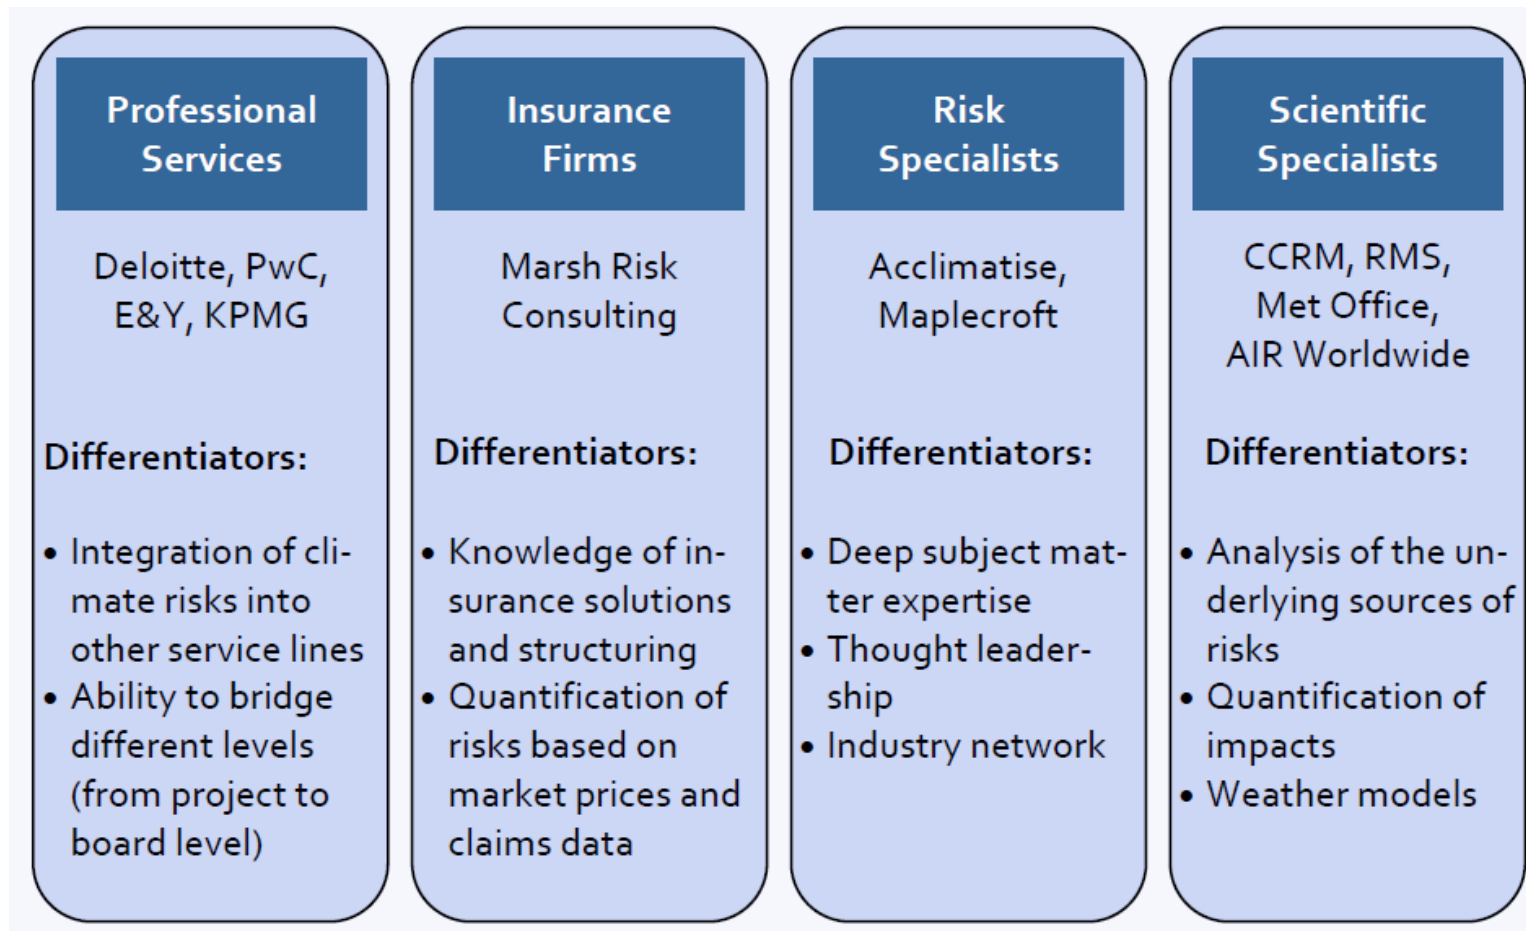 Professional
Services
Deloitte, PwC,
E&Y, KPMG
Differentiators:
• Integration of cli-
mate risks into
other service lines
• Ability to bridge
different levels
(from project to
board level)
Insurance
Firms
Marsh Risk
Consulting
Differentiators:
• Knowledge of in-
surance solutions
and structuring
• Quantification of
risks based on
market prices and
claims data
Risk
Specialists
Acclimatise,
Maplecroft
Differentiators:
• Deep subject mat-
ter expertise
• Thought leader-
ship
• Industry network
Scientific
Specialists
CCRM, RMS,
Met Office,
AIR Worldwide
Differentiators:
• Analysis of the un-
derlying sources of
risks
• Quantification of
impacts
• Weather models